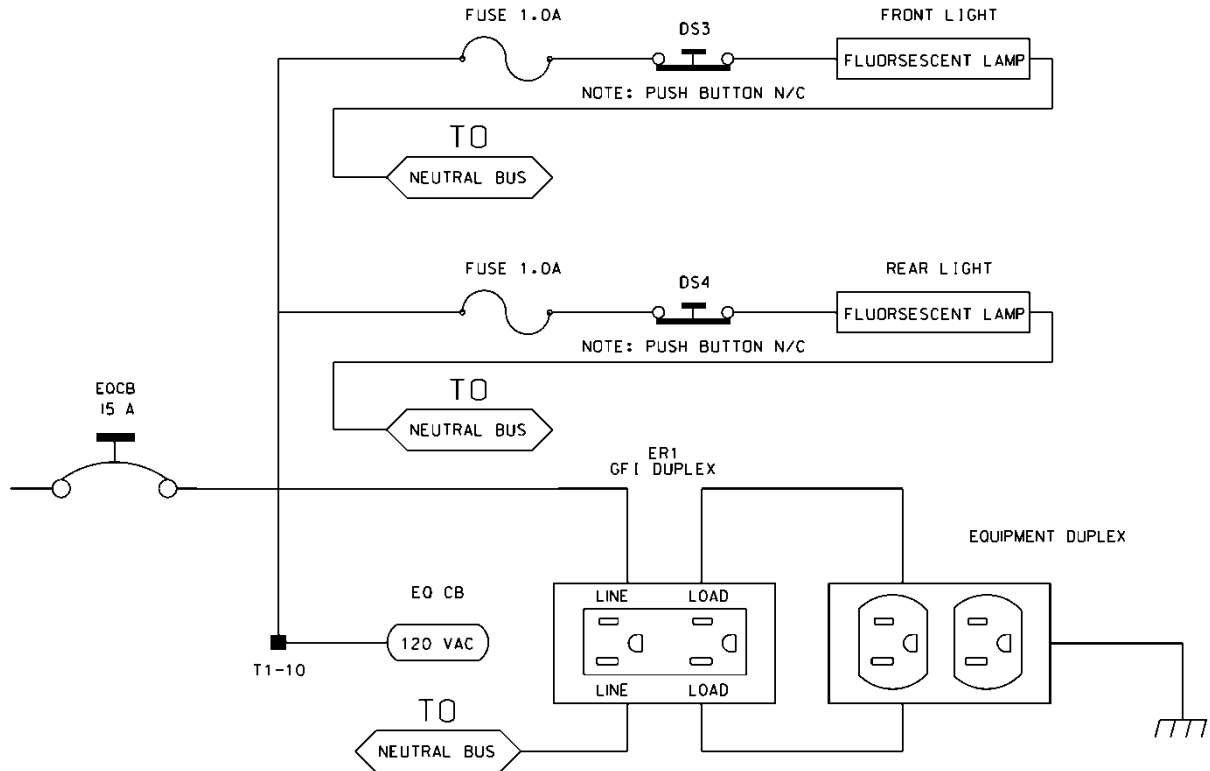 FUSE 1.0A
DS3
FRONT LIGHT
FLUORSESCENT LAMP
NOTE: PUSH BUTTON N/C
TO
NEUTRAL BUS
FUSE 1.0A
DS4
REAR LIGHT
FLUORSESCENT LAMP
NOTE: PUSH BUTTON N/C
TO
NEUTRAL BUS
EQCB
15 A
ER1
GFI DUPLEX
EQUIPMENT DUPLEX
EQ CB
120 VAC
T1-10
LINE LOAD
LINE LOAD
TO
NEUTRAL BUS